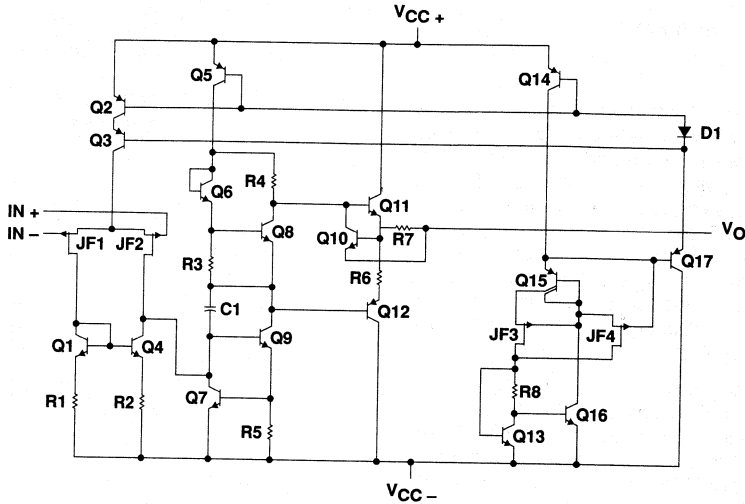 VCC+
Q5
Q14
Q2
D1
Q3
Q6
R4
Q11
IN +
Q8
Q10
R7
VO
IN –
JF1
JF2
Q17
R3
R6
Q15
C1
Q12
Q9
JF3
JF4
Q1
Q4
Q7
R8
R1
R2
Q16
R5
Q13
VCC–